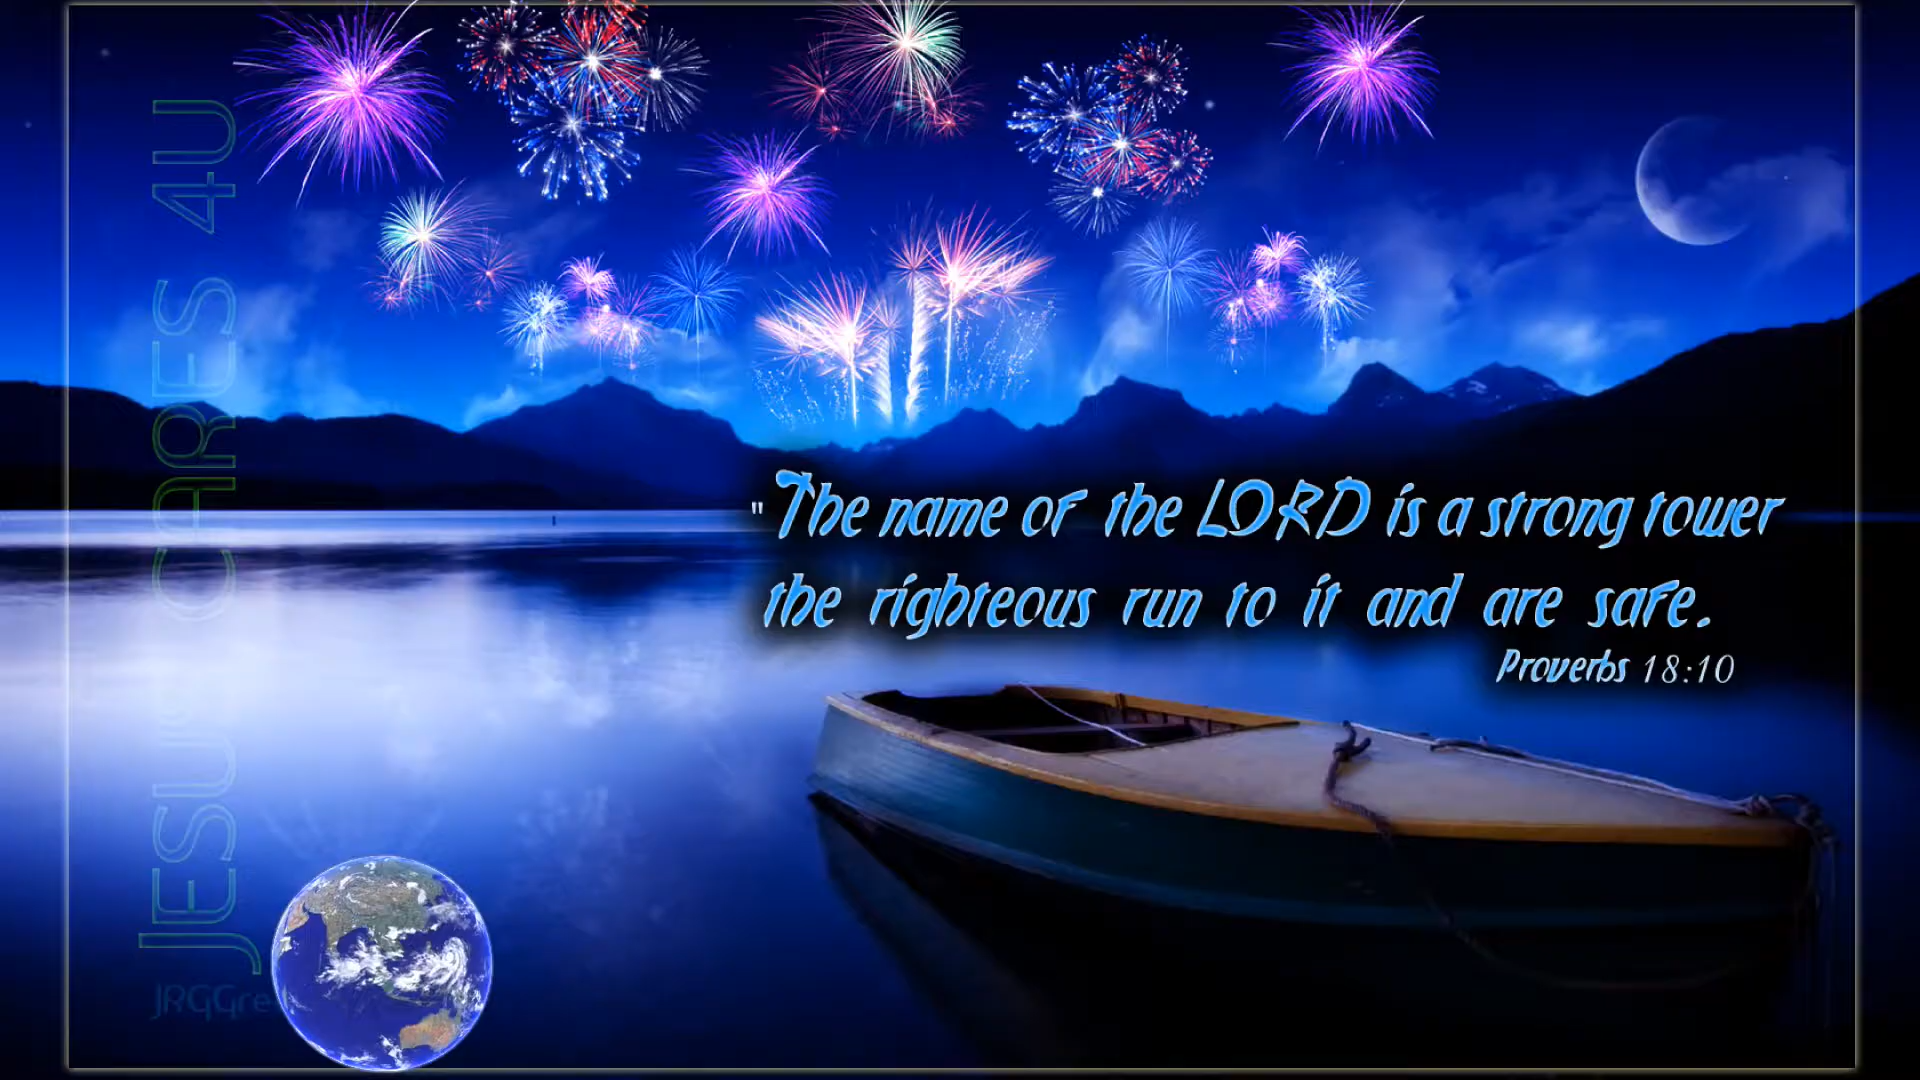 "The name of the LORD is a strong tower
the righteous run to it and are safe.
Proverbs 18:10
JESUS CARES 4U